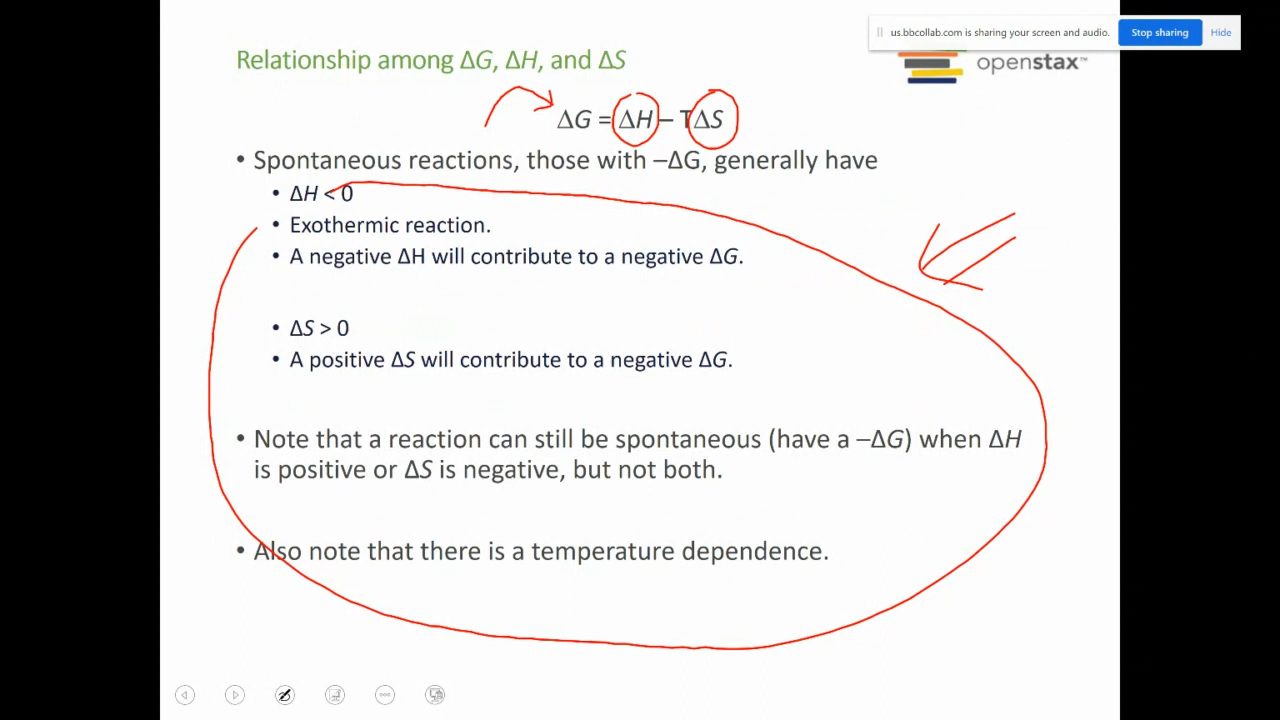 us.bbcollab.com is sharing your screen and audio. Stop sharing Hide
Relationship among ΔG, ΔH, and ΔS
openstax™
ΔG = ΔH – TΔS
• Spontaneous reactions, those with –ΔG, generally have
• ΔH < 0
• Exothermic reaction.
• A negative ΔH will contribute to a negative ΔG.
• ΔS > 0
• A positive ΔS will contribute to a negative ΔG.
• Note that a reaction can still be spontaneous (have a –ΔG) when ΔH
is positive or ΔS is negative, but not both.
• Also note that there is a temperature dependence.